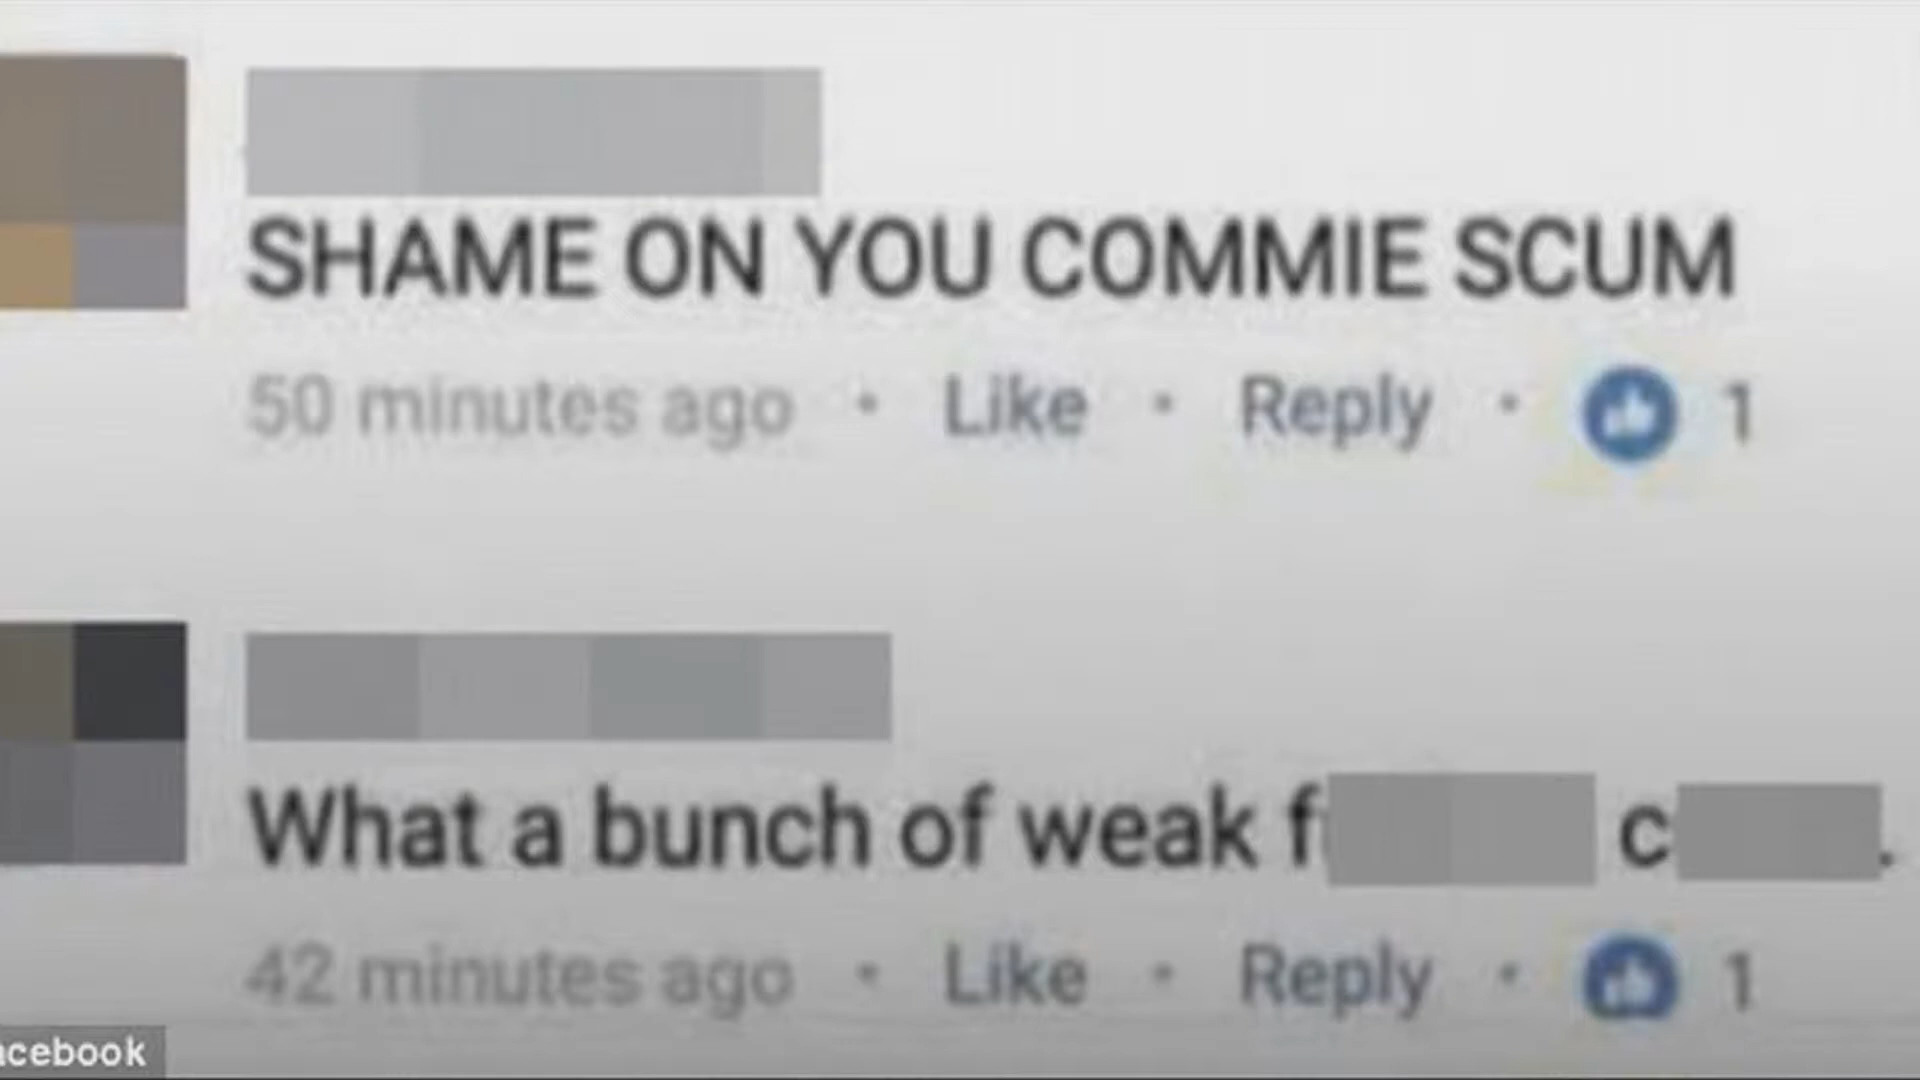 SHAME ON YOU COMMIE SCUM
50 minutes ago · Like · Reply · 1
What a bunch of weak f c .
42 minutes ago · Like · Reply · 1
acebook